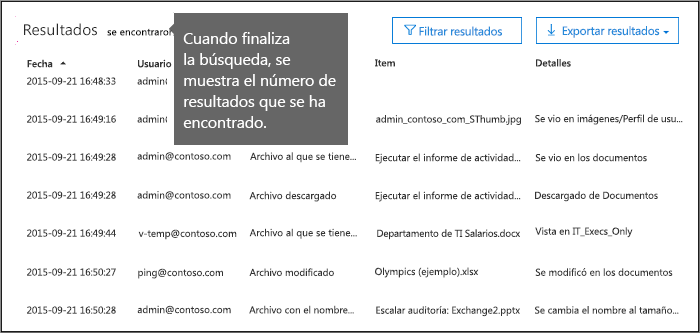 Resultados se encontraron
Cuando finaliza
la búsqueda, se
muestra el número de
resultados que se ha
encontrado.
Filtrar resultados
Exportar resultados
Fecha Usuario Item Detalles
2015-09-21 16:48:33 admin@
2015-09-21 16:49:16 admin@ admin_contoso_com_SThumb.jpg Se vio en imágenes/Perfil de usu...
2015-09-21 16:49:28 admin@contoso.com Archivo al que se tiene... Ejecutar el informe de actividad... Se vio en los documentos
2015-09-21 16:49:28 admin@contoso.com Archivo descargado Ejecutar el informe de actividad... Descargado de Documentos
2015-09-21 16:49:44 v-temp@contoso.com Archivo al que se tiene... Departamento de TI Salarios.docx Vista en IT_Execs_Only
2015-09-21 16:50:27 ping@contoso.com Archivo modificado Olympics (ejemplo).xlsx Se modificó en los documentos
2015-09-21 16:50:28 admin@contoso.com Archivo con el nombre... Escalar auditoría: Exchange2.pptx Se cambia el nombre al tamaño...